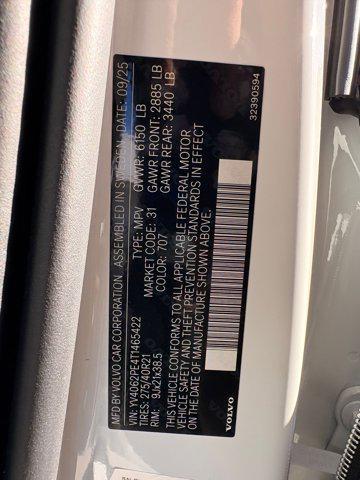 MFD BY VOLVO CAR CORPORATION ASSEMBLED IN SWEDEN DATE: 09/25
VIN: YV4062PE4T1465422 TYPE: MPV GVWR: 6150 LB
TIRES: 275/40R21 MARKET CODE: 31 GAWR FRONT: 2885 LB
RIM: 9Jx21x38.5 COLOR: 707 GAWR REAR: 3440 LB
THIS VEHICLE CONFORMS TO ALL APPLICABLE FEDERAL MOTOR
VEHICLE SAFETY AND THEFT PREVENTION STANDARDS IN EFFECT
ON THE DATE OF MANUFACTURE SHOWN ABOVE.
VOLVO
32390594